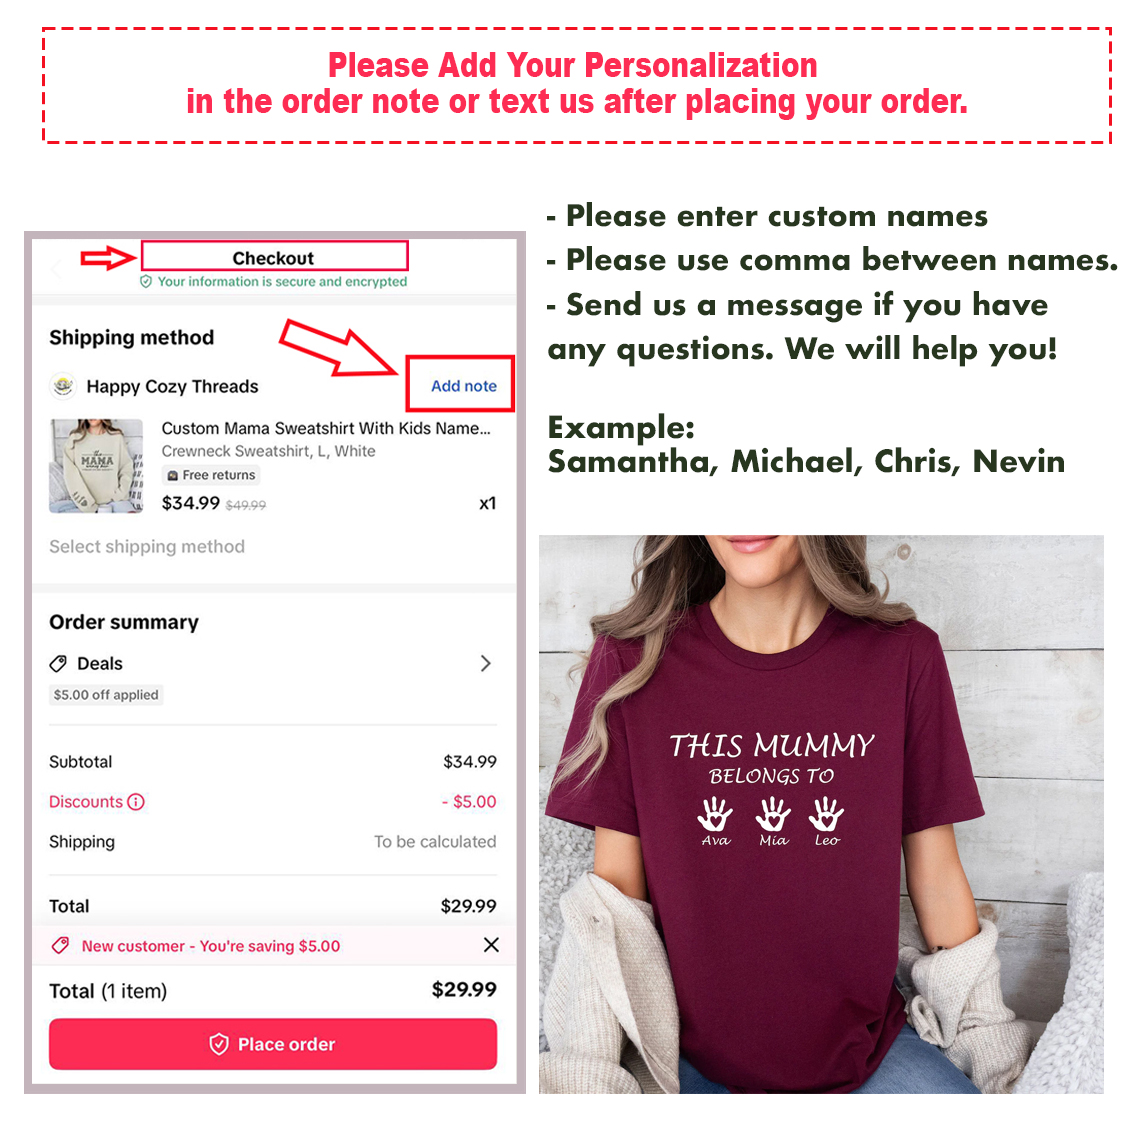 Please Add Your Personalization
in the order note or text us after placing your order.
Checkout
Your information is secure and encrypted
Shipping method
Happy Cozy Threads
Add note
Custom Mama Sweatshirt With Kids Name...
Crewneck Sweatshirt, L, White
Free returns
$34.99 $49.99
x1
MAMA
Select shipping method
Order summary
Deals
$5.00 off applied
Subtotal $34.99
Discounts - $5.00
Shipping To be calculated
Total $29.99
New customer - You're saving $5.00
Total (1 item) $29.99
Place order
- Please enter custom names
- Please use comma between names.
- Send us a message if you have
any questions. We will help you!
Example:
Samantha, Michael, Chris, Nevin
THIS MUMMY
BELONGS TO
Ava Mia Leo